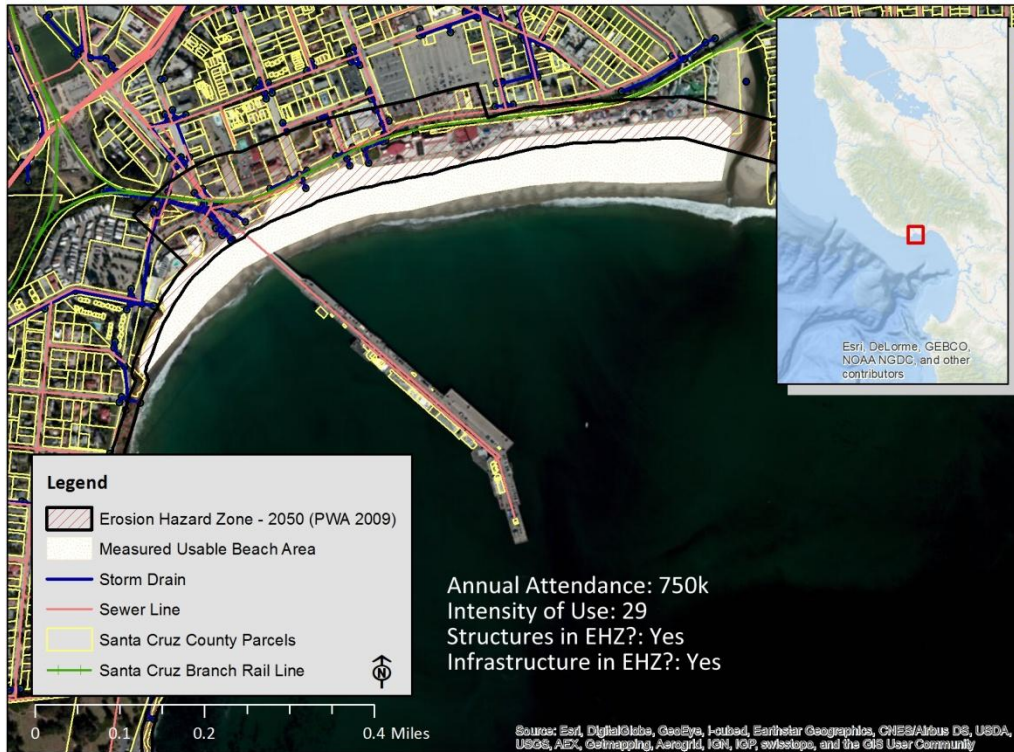 Esri, DeLorme, GEBCO,
NOAA NGDC, and other
contributors
Legend
Erosion Hazard Zone - 2050 (PWA 2009)
Measured Usable Beach Area
Storm Drain
Sewer Line
Santa Cruz County Parcels
Santa Cruz Branch Rail Line
N
Annual Attendance: 750k
Intensity of Use: 29
Structures in EHZ?: Yes
Infrastructure in EHZ?: Yes
0 0.1 0.2 0.4 Miles
Source: Esri, DigitalGlobe, GeoEye, i-cubed, Earthstar Geographics, CNES/Airbus DS, USDA,
USGS, AEX, Getmapping, Aerogrid, IGN, IGP, swisstopo, and the GIS User Community